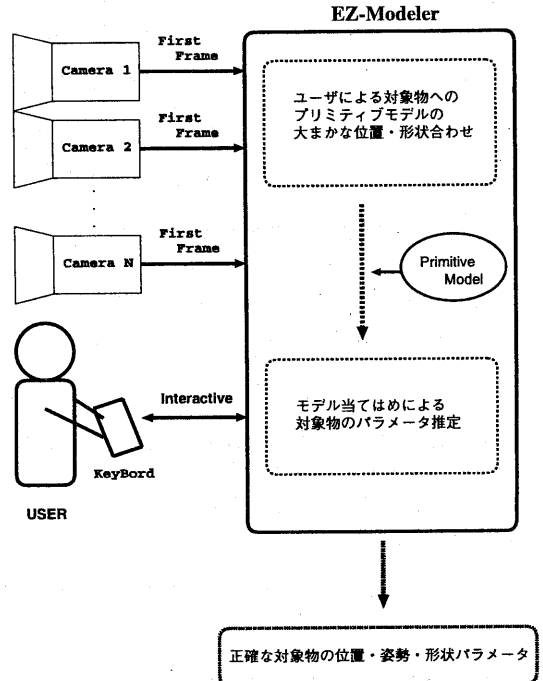 EZ-Modeler
First
Frame
Camera 1
ユーザによる対象物への
プリミティブモデルの
大まかな位置・形状合わせ
First
Frame
Camera 2
First
Frame
Camera N
Primitive
Model
Interactive
モデル当てはめによる
対象物のパラメータ推定
KeyBord
USER
正確な対象物の位置・姿勢・形状パラメータ